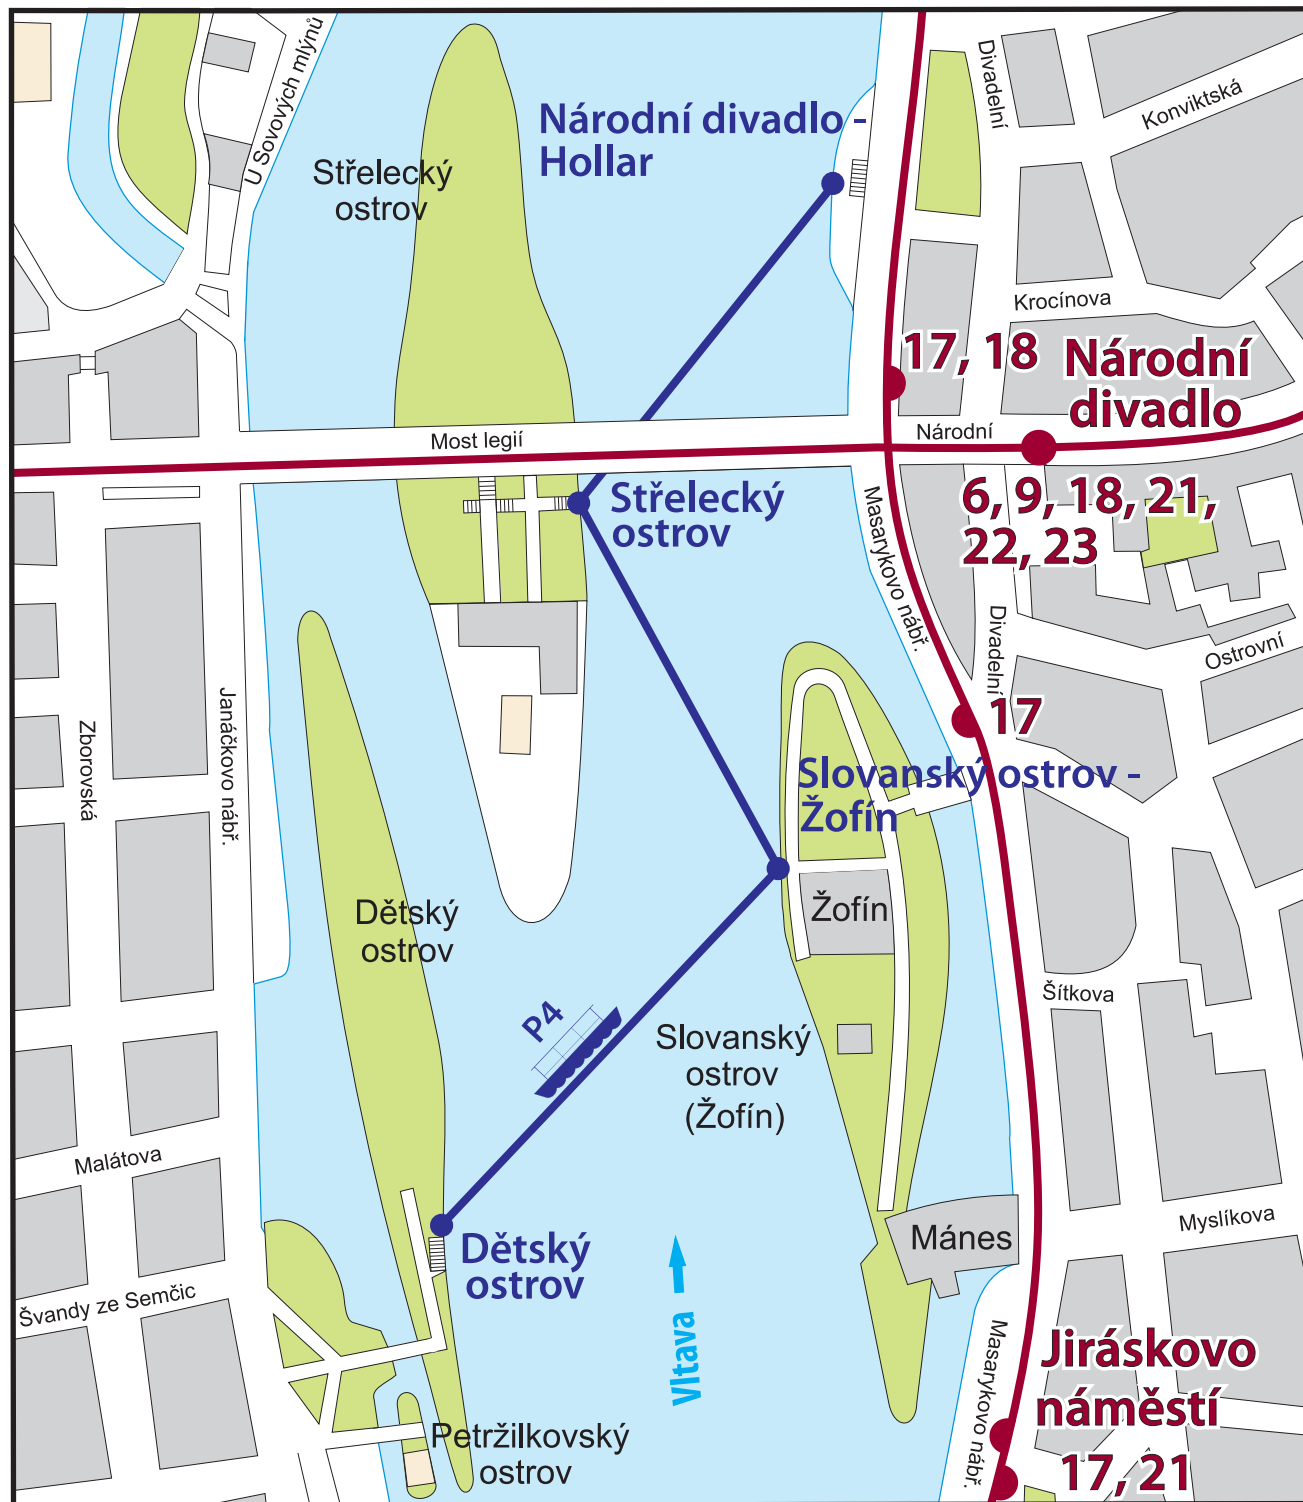 U Sovových mlýnů
Divadelní
Konviktská
Národní divadlo -
Hollar
Střelecký
ostrov
Krocínova
17, 18
Národní
divadlo
Most legií
Národní
6, 9, 18, 21,
22, 23
Střelecký
ostrov
Masarykovo nábř.
Divadelní
Ostrovní
17
Janáčkovo nábř.
Zborovská
Slovanský ostrov -
Žofín
Žofín
Dětský
ostrov
Šítkova
P4
Slovanský
ostrov
(Žofín)
Malátova
Myslíkova
Mánes
Dětský
ostrov
Švandy ze Semčic
Vltava
Masarykovo nábř.
Jiráskovo
náměstí
17, 21
Petržilkovský
ostrov